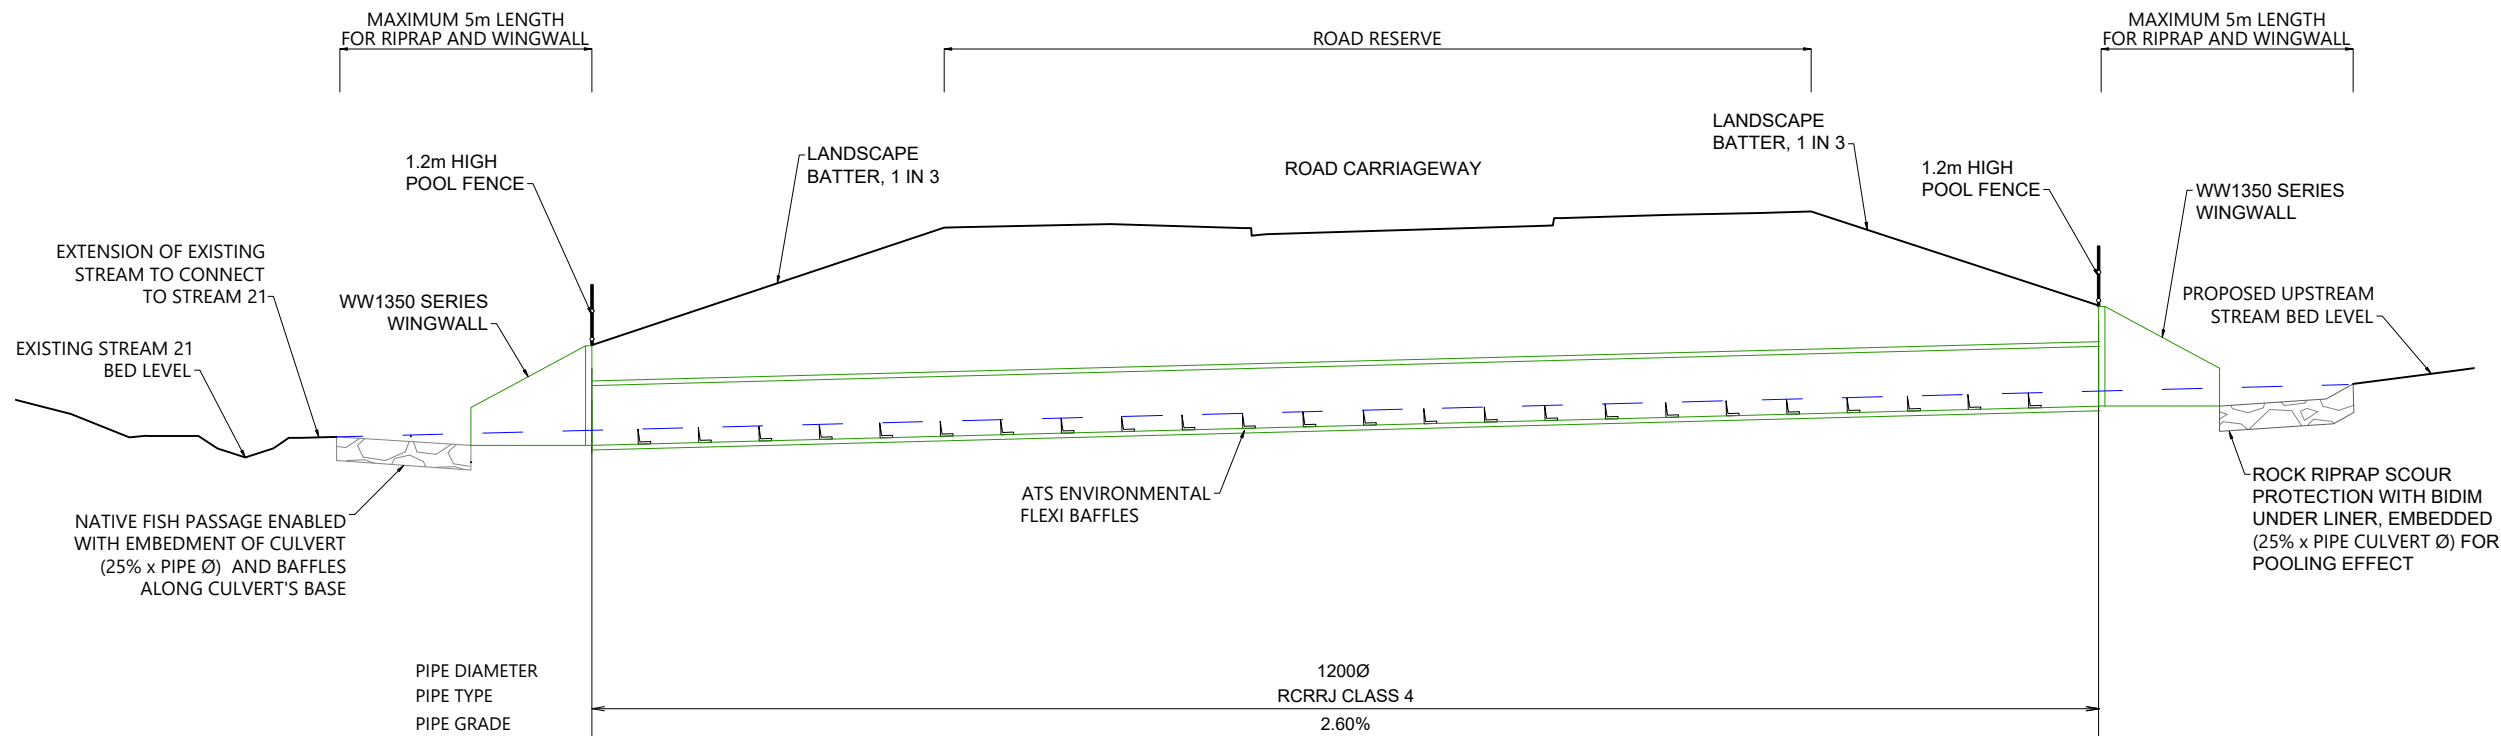 MAXIMUM 5m LENGTH
FOR RIPRAP AND WINGWALL
ROAD RESERVE
MAXIMUM 5m LENGTH
FOR RIPRAP AND WINGWALL
1.2m HIGH
POOL FENCE
LANDSCAPE
BATTER, 1 IN 3
ROAD CARRIAGEWAY
LANDSCAPE
BATTER, 1 IN 3
1.2m HIGH
POOL FENCE
WW1350 SERIES
WINGWALL
EXTENSION OF EXISTING
STREAM TO CONNECT
TO STREAM 21
WW1350 SERIES
WINGWALL
PROPOSED UPSTREAM
STREAM BED LEVEL
EXISTING STREAM 21
BED LEVEL
NATIVE FISH PASSAGE ENABLED
WITH EMBEDMENT OF CULVERT
(25% x PIPE Ø) AND BAFFLES
ALONG CULVERT'S BASE
ATS ENVIRONMENTAL
FLEXI BAFFLES
ROCK RIPRAP SCOUR
PROTECTION WITH BIDIM
UNDER LINER, EMBEDDED
(25% x PIPE CULVERT Ø) FOR
POOLING EFFECT
PIPE DIAMETER 1200Ø
PIPE TYPE RCRRJ CLASS 4
PIPE GRADE 2.60%